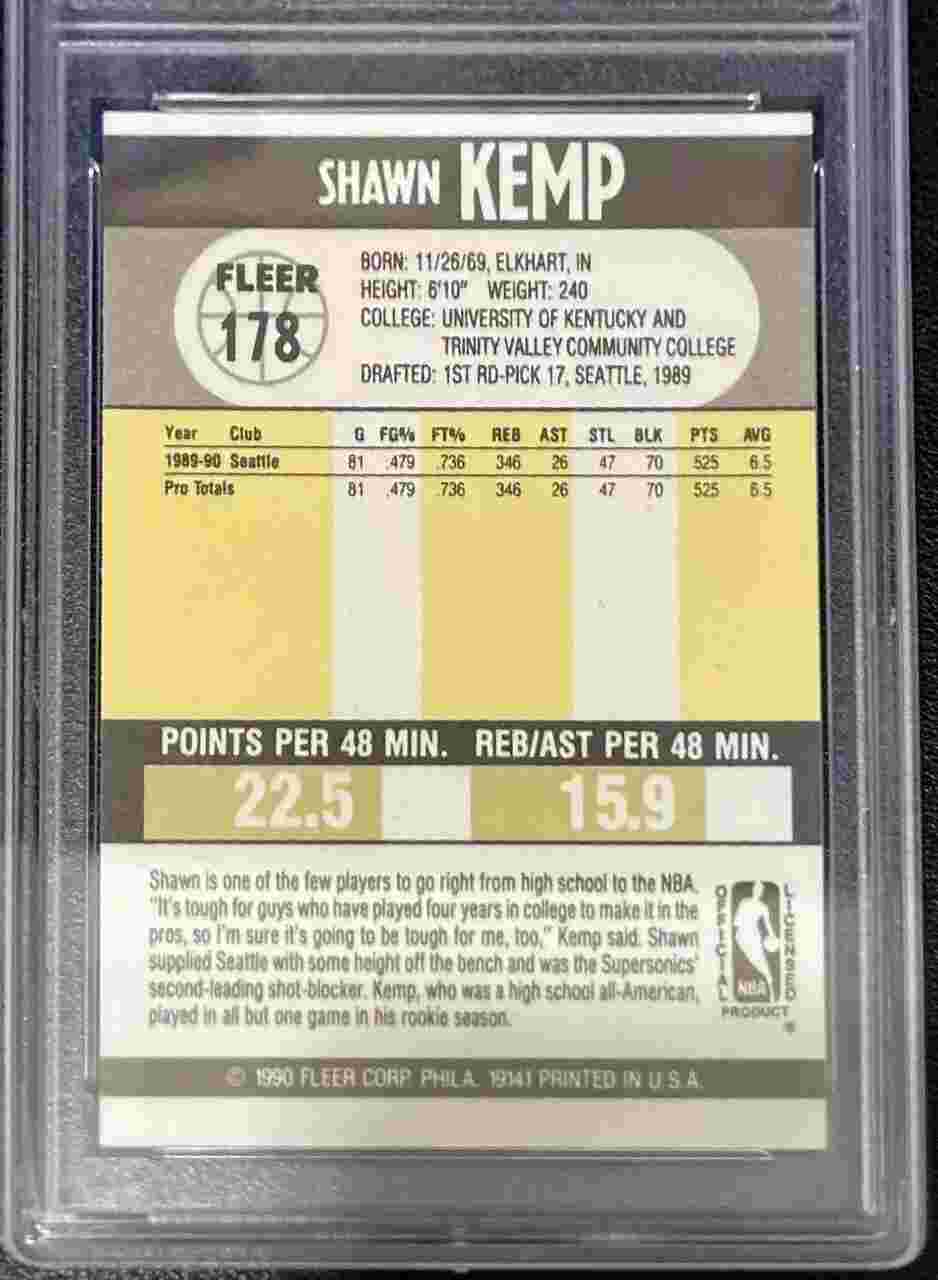 SHAWN KEMP
FLEER
178
BORN: 11/26/69, ELKHART, IN
HEIGHT: 6'10" WEIGHT: 240
COLLEGE: UNIVERSITY OF KENTUCKY AND
TRINITY VALLEY COMMUNITY COLLEGE
DRAFTED: 1ST RD-PICK 17, SEATTLE, 1989
Year Club G FG% FT% REB AST STL BLK PTS AVG
1989-90 Seattle 81 .479 .736 346 26 47 70 525 6.5
Pro Totals 81 .479 .736 346 26 47 70 525 6.5
POINTS PER 48 MIN. REB/AST PER 48 MIN.
22.5 15.9
Shawn is one of the few players to go right from high school to the NBA.
"It's tough for guys who have played four years in college to make it in the
pros, so I'm sure it's going to be tough for me, too," Kemp said. Shawn
supplied Seattle with some height off the bench and was the Supersonics'
second-leading shot-blocker. Kemp, who was a high school all-American,
played in all but one game in his rookie season.
OFFICIAL
LICENSED
NBA
PRODUCT
®
© 1990 FLEER CORP. PHILA. 19141 PRINTED IN U.S.A.